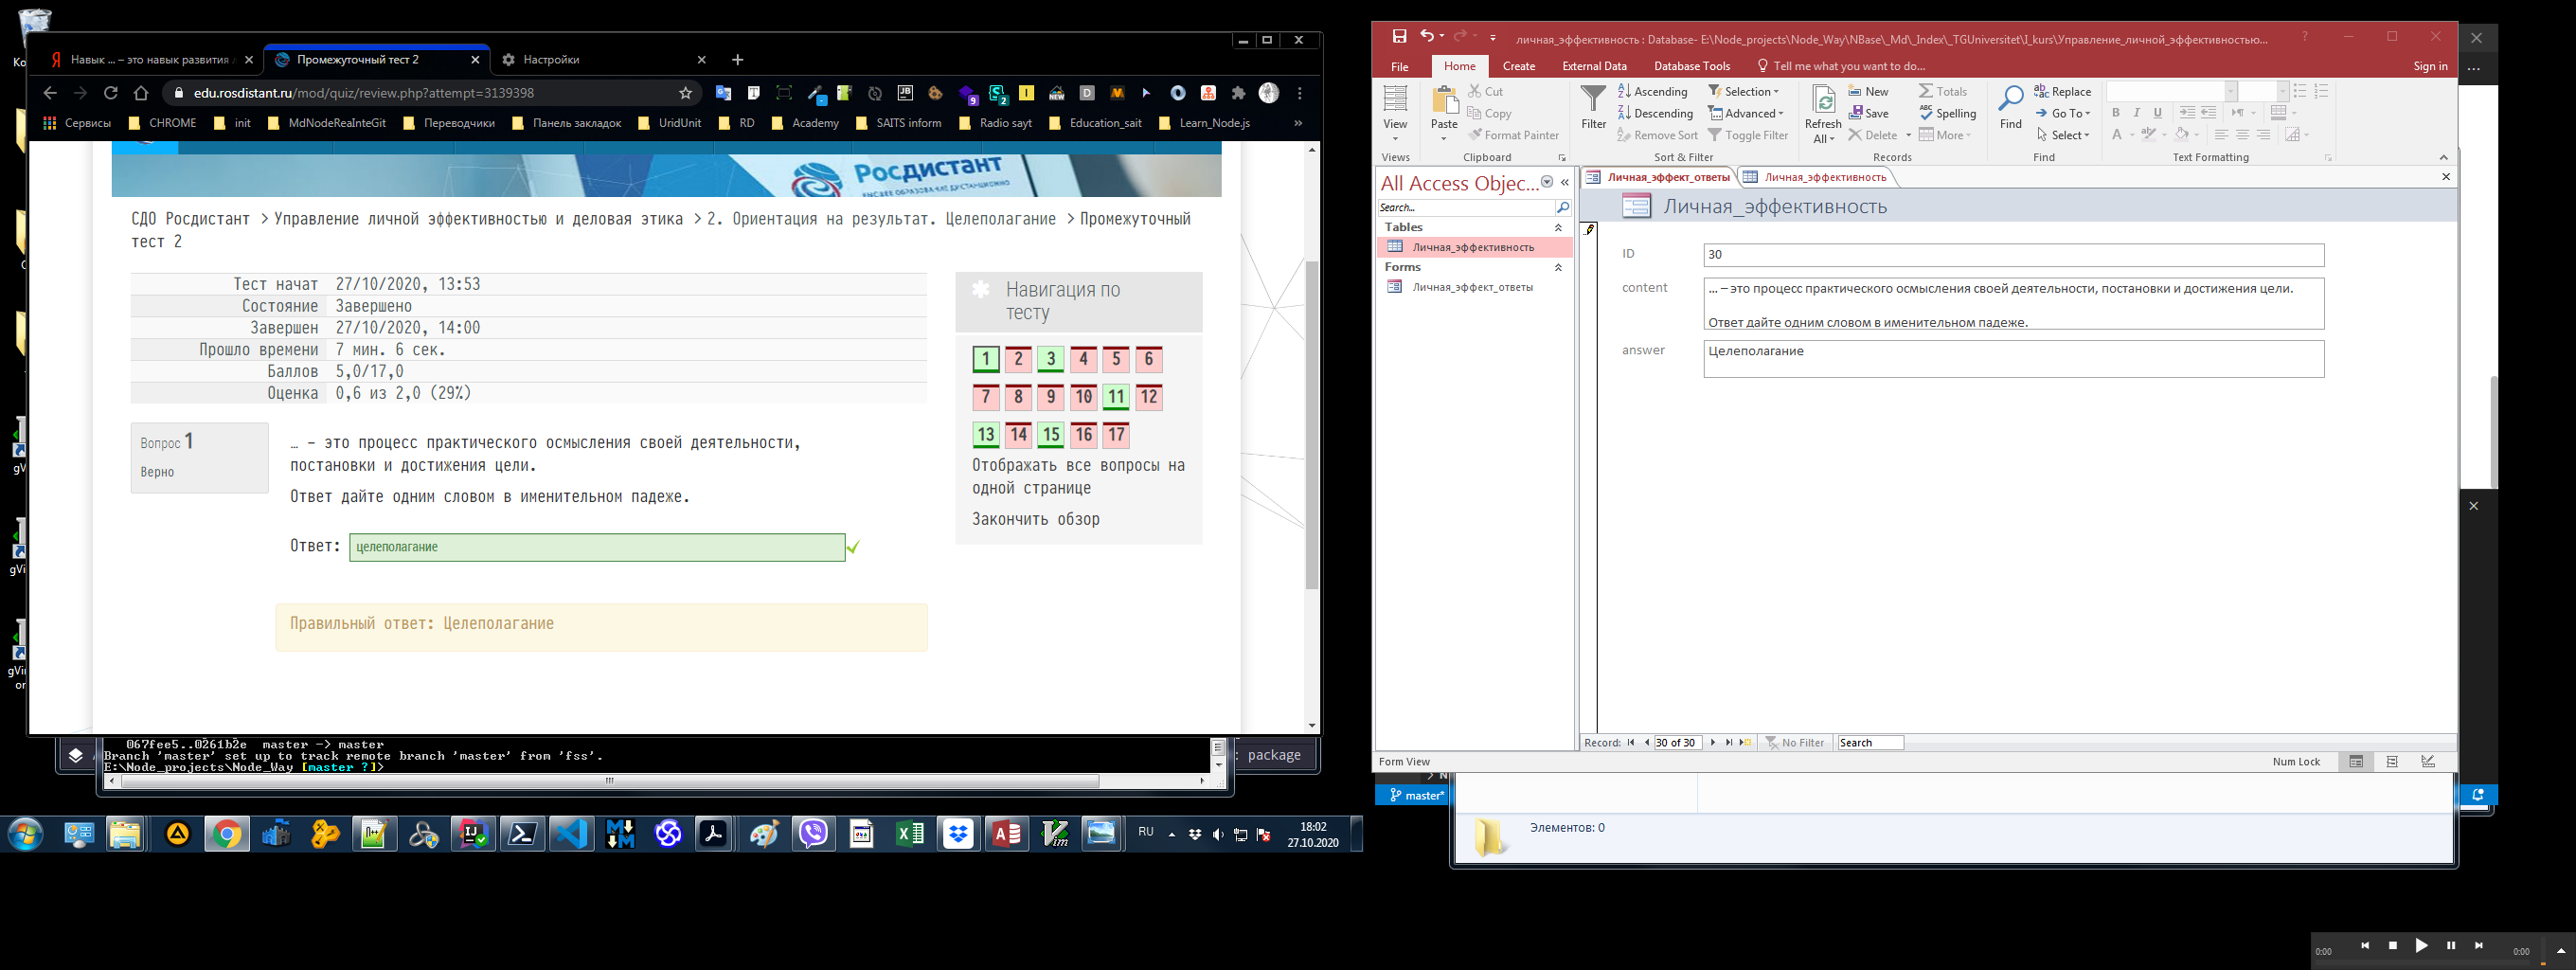 Навык ... – это навык развития
Промежуточный тест 2
Настройки
edu.rosdistant.ru/mod/quiz/review.php?attempt=3139398
Сервисы
CHROME
init
MdNodeReaInteGit
Переводчики
Панель закладок
UridUnit
RD
Academy
SAITS inform
Radio sayt
Education_sait
Learn_Node.js
Росдистант
ВЫСШЕЕ ОБРАЗОВАНИЕ ДИСТАНЦИОННО
СДО Росдистант > Управление личной эффективностью и деловая этика > 2. Ориентация на результат. Целеполагание > Промежуточный
тест 2
Тест начат 27/10/2020, 13:53
Состояние Завершено
Завершен 27/10/2020, 14:00
Прошло времени 7 мин. 6 сек.
Баллов 5,0/17,0
Оценка 0,6 из 2,0 (29%)
Вопрос 1
Верно
… – это процесс практического осмысления своей деятельности,
постановки и достижения цели.
Ответ дайте одним словом в именительном падеже.
Ответ: целеполагание
Правильный ответ: Целеполагание
Навигация по
тесту
1 2 3 4 5 6
7 8 9 10 11 12
13 14 15 16 17
Отображать все вопросы на
одной странице
Закончить обзор
067fee5..0261b2e master -> master
Branch 'master' set up to track remote branch 'master' from 'fss'.
E:\Node_projects\Node_Way [master ?]>
: package
RU
18:02
27.10.2020
личная_эффективность : Database- E:\Node_projects\Node_Way\NBase\_Md\_Index\_TGUniversitet\I_kurs\Управление_личной_эффективностью...
File
Home
Create
External Data
Database Tools
Tell me what you want to do...
Sign in
View
Views
Paste
Cut
Copy
Format Painter
Clipboard
Filter
Ascending
Descending
Remove Sort
Selection
Advanced
Toggle Filter
Sort & Filter
Refresh
All
New
Save
Delete
Totals
Spelling
More
Records
Find
Replace
Go To
Select
Find
B I U
Text Formatting
All Access Objec...
Search...
Tables
Личная_эффективность
Forms
Личная_эффект_ответы
Личная_эффект_ответы
Личная_эффективность
Личная_эффективность
ID 30
content ... – это процесс практического осмысления своей деятельности, постановки и достижения цели.
Ответ дайте одним словом в именительном падеже.
answer Целеполагание
Record: 30 of 30 No Filter Search
Form View
Num Lock
master*
Элементов: 0
0:00
0:00